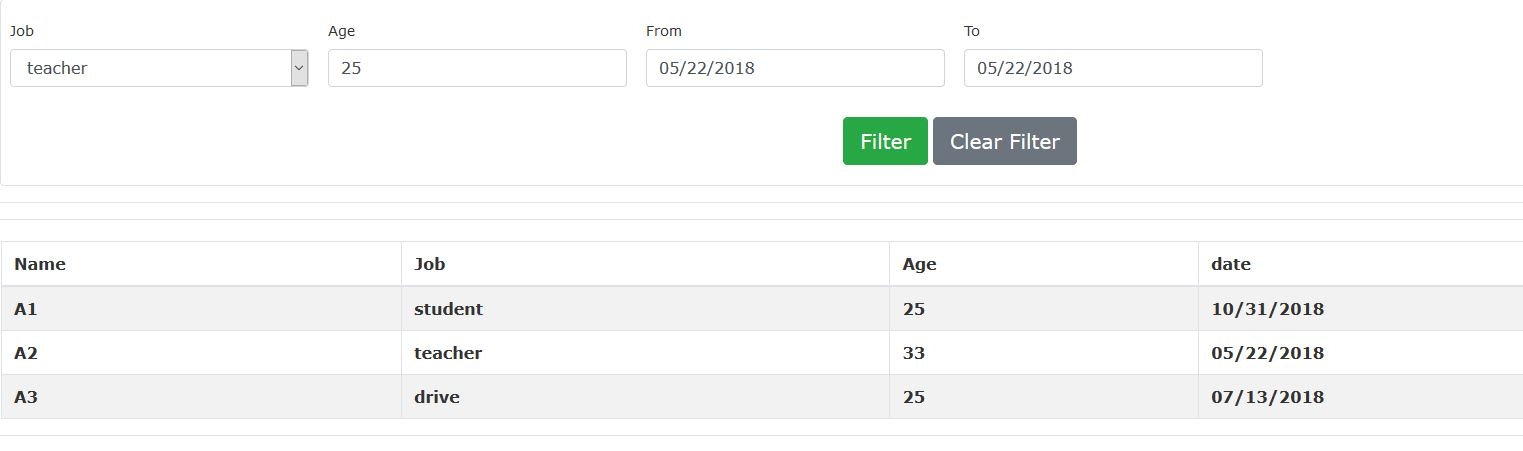 Job Age From To
teacher 25 05/22/2018 05/22/2018
Filter Clear Filter
Name Job Age date
A1 student 25 10/31/2018
A2 teacher 33 05/22/2018
A3 drive 25 07/13/2018